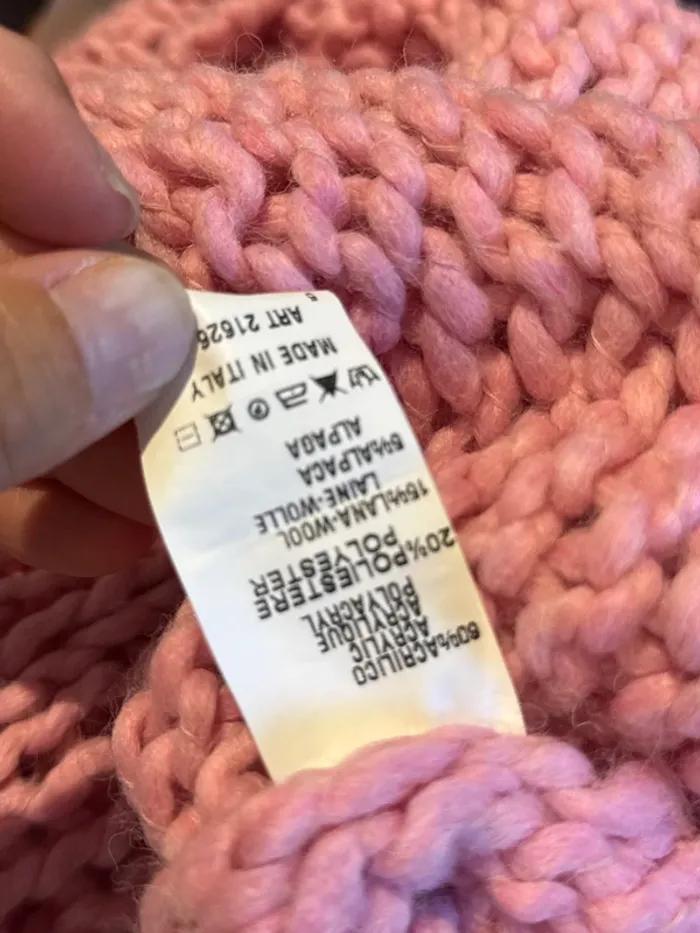 60%ACRILICO
ACRYLIC
ACRYLIQUE
POLYACRYL
20%POLIESTERE
POLYESTER
15%LANA-WOOL
LAINE-WOLLE
5%ALPACA
ALPAGA
MADE IN ITALY
ART 21626